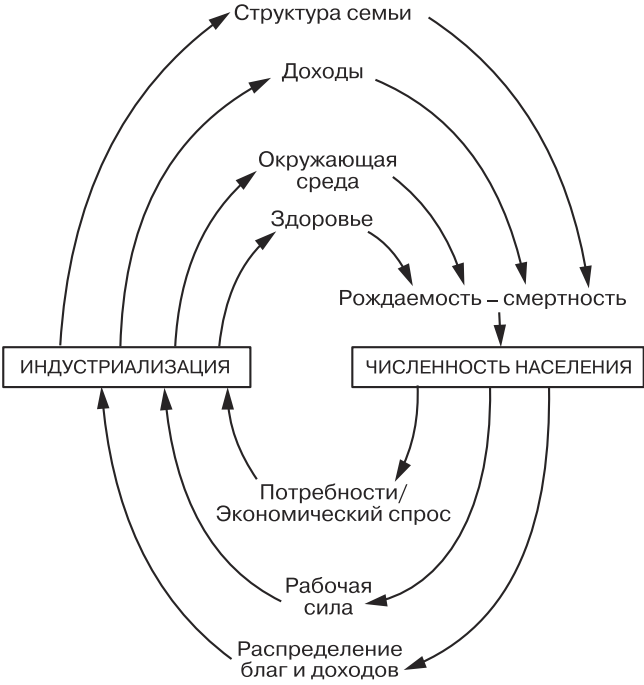 Структура семьи
Доходы
Окружающая
среда
Здоровье
Рождаемость – смертность
ИНДУСТРИАЛИЗАЦИЯ
ЧИСЛЕННОСТЬ НАСЕЛЕНИЯ
Потребности/
Экономический спрос
Рабочая
сила
Распределение
благ и доходов